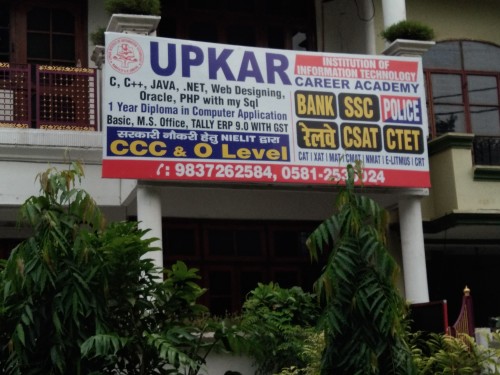 UPKAR
INSTITUTION OF
INFORMATION TECHNOLOGY
CAREER ACADEMY
C, C++, JAVA, .NET, Web Designing,
Oracle, PHP with my Sql
1 Year Diploma in Computer Application
Basic, M.S. Office, TALLY ERP 9.0 WITH GST
सरकारी नौकरी हेतु NIELIT द्वारा
CCC & O Level
BANK SSC POLICE
रेलवे CSAT CTET
CAT | XAT | MAT | CMAT | NMAT | E-LITMUS | CRT
: 9837262584, 0581-2